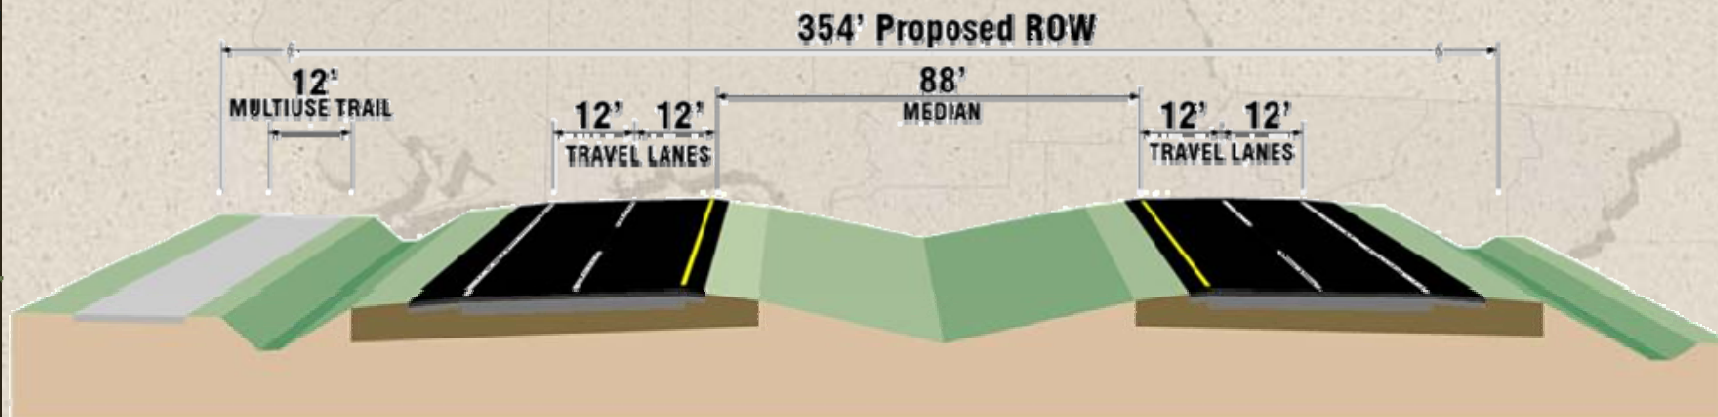 354' Proposed ROW
12'
MULTIUSE TRAIL
12' 12'
TRAVEL LANES
88'
MEDIAN
12' 12'
TRAVEL LANES